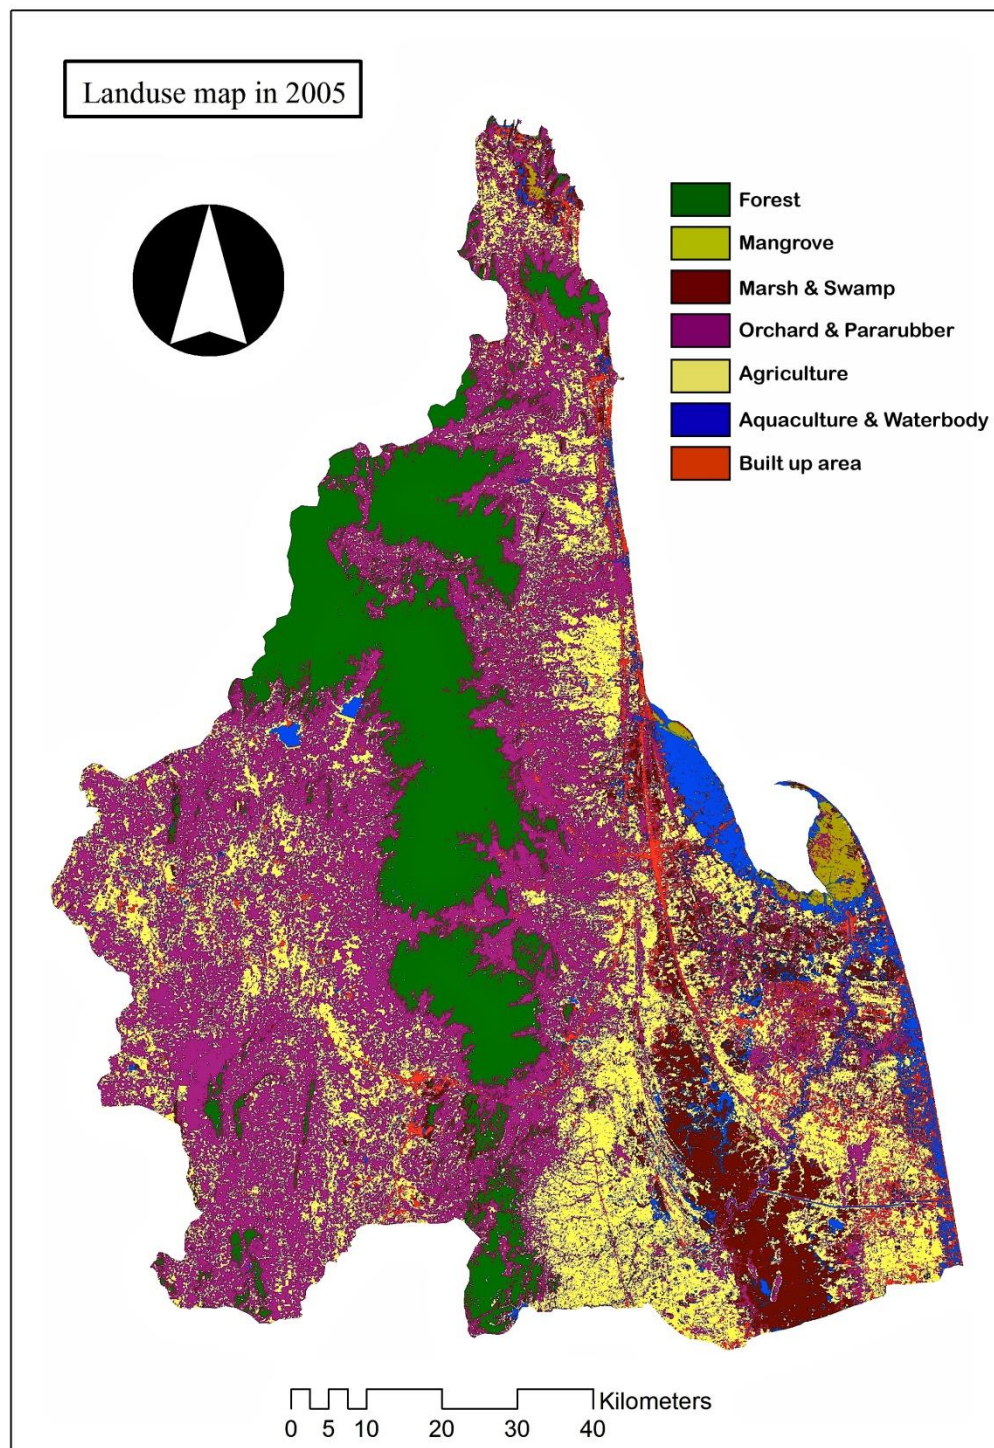 Landuse map in 2005
Forest
Mangrove
Marsh & Swamp
Orchard & Pararubber
Agriculture
Aquaculture & Waterbody
Built up area
Kilometers
0 5 10 20 30 40